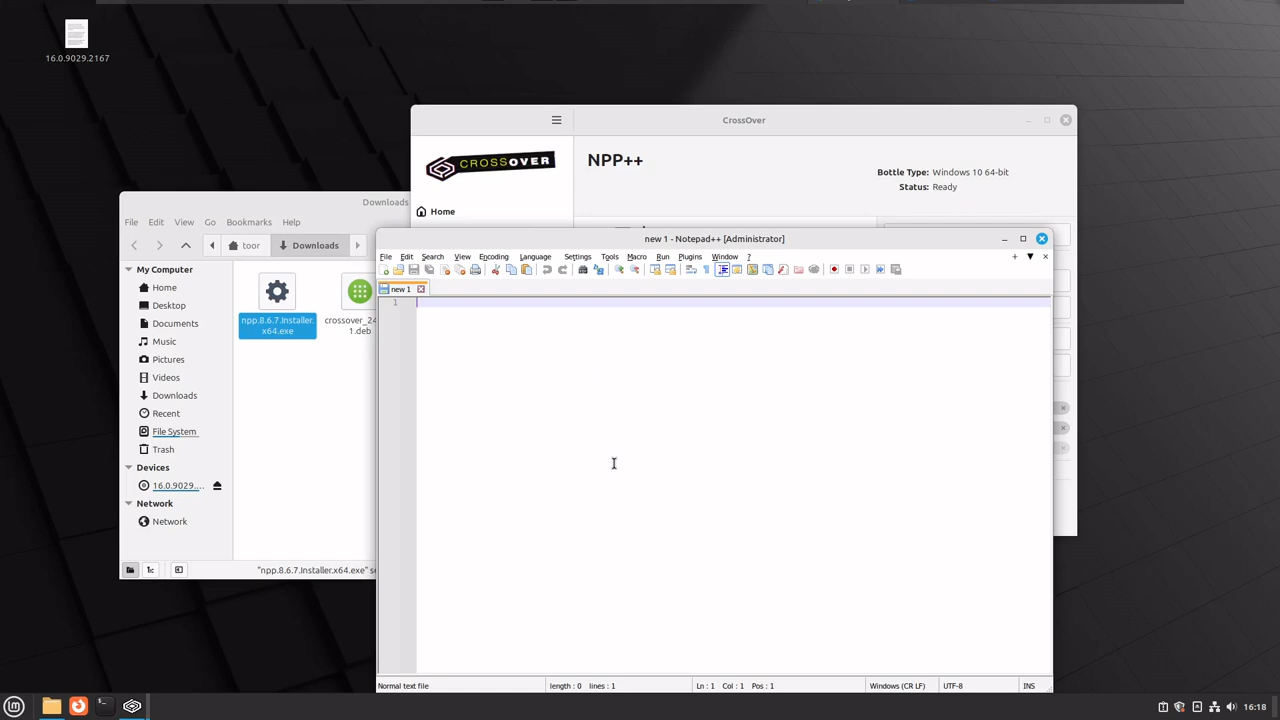 16.0.9029.2167
CrossOver
CROSSOVER
NPP++
Bottle Type: Windows 10 64-bit
Status: Ready
Home
Downloads
File Edit View Go Bookmarks Help
toor Downloads
My Computer
Home
Desktop
Documents
Music
Pictures
Videos
Downloads
Recent
File System
Trash
Devices
16.0.9029....
Network
Network
npp.8.6.7.Installer.
x64.exe
crossover_24
1.deb
"npp.8.6.7.Installer.x64.exe" se
new 1 - Notepad++ [Administrator]
File Edit Search View Encoding Language Settings Tools Macro Run Plugins Window ?
new 1
1
Normal text file length : 0 lines : 1 Ln : 1 Col : 1 Pos : 1 Windows (CR LF) UTF-8 INS
16:18